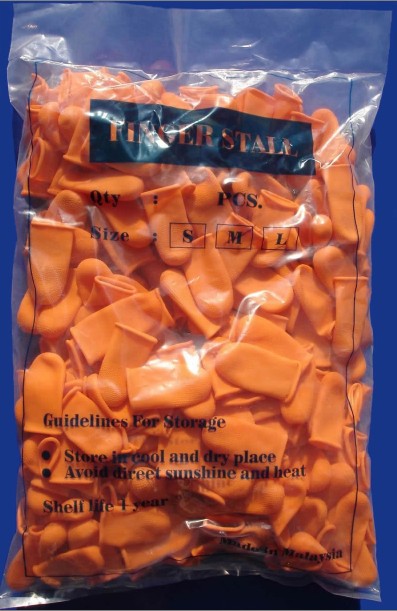 FINGER STALL
Qty : PCS.
Size : S M L
Guidelines For Storage
• Store in cool and dry place
• Avoid direct sunshine and heat
Shelf life 1 year
Made in Malaysia